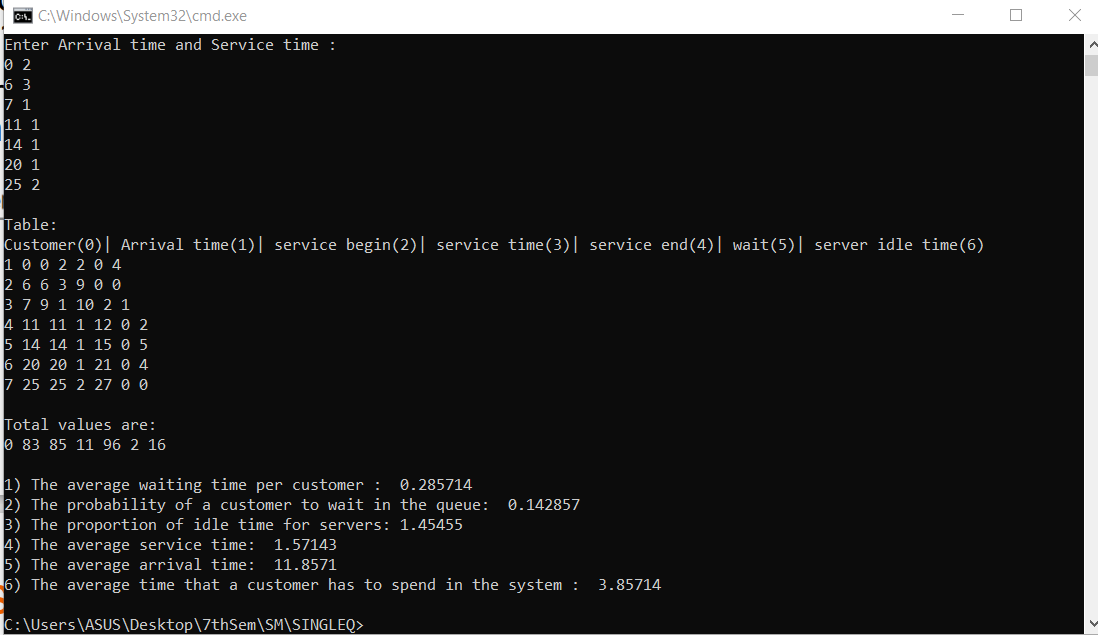 C:\Windows\System32\cmd.exe
Enter Arrival time and Service time :
0 2
6 3
7 1
11 1
14 1
20 1
25 2
Table:
Customer(0)| Arrival time(1)| service begin(2)| service time(3)| service end(4)| wait(5)| server idle time(6)
1 0 0 2 2 0 4
2 6 6 3 9 0 0
3 7 9 1 10 2 1
4 11 11 1 12 0 2
5 14 14 1 15 0 5
6 20 20 1 21 0 4
7 25 25 2 27 0 0
Total values are:
0 83 85 11 96 2 16
1) The average waiting time per customer :  0.285714
2) The probability of a customer to wait in the queue:  0.142857
3) The proportion of idle time for servers: 1.45455
4) The average service time:  1.57143
5) The average arrival time:  11.8571
6) The average time that a customer has to spend in the system :  3.85714
C:\Users\ASUS\Desktop\7thSem\SM\SINGLEQ>